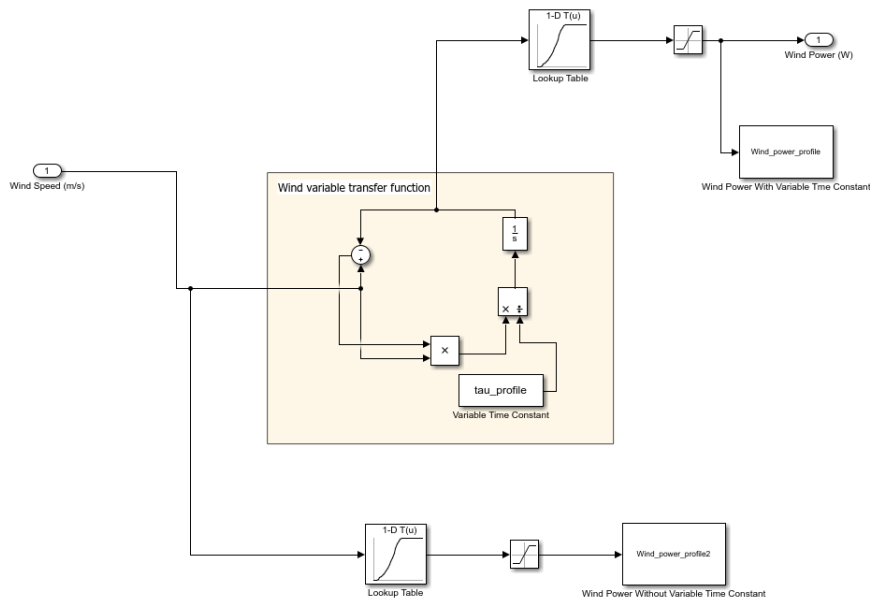 1-D T(u)
Lookup Table
1
Wind Power (W)
Wind_power_profile
Wind Power With Variable Tme Constant
1
Wind Speed (m/s)
Wind variable transfer function
−
+
1
s
× ÷
×
tau_profile
Variable Time Constant
1-D T(u)
Lookup Table
Wind_power_profile2
Wind Power Without Variable Time Constant